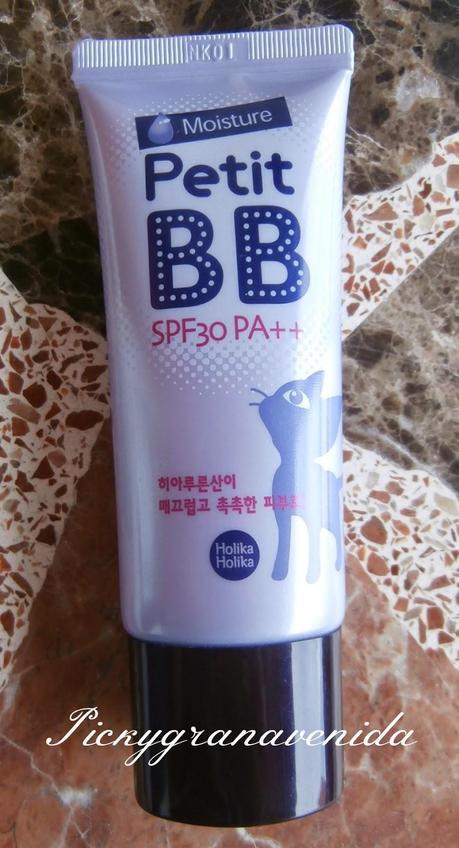 NK01
Moisture
Petit
BB
SPF30 PA++
히아루론산이
매끄럽고 촉촉한 피부로
Holika
Holika
Pickygranavenida